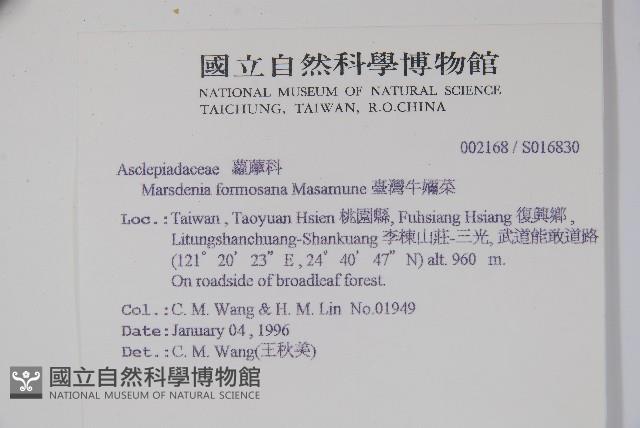 國立自然科學博物館
NATIONAL MUSEUM OF NATURAL SCIENCE
TAICHUNG, TAIWAN, R.O.CHINA
002168 / S016830
Asclepiadaceae 蘿藦科
Marsdenia formosana Masamune 臺灣牛嬭菜
Loc.:Taiwan , Taoyuan Hsien 桃園縣, Fuhsiang Hsiang 復興鄉 ,
Litungshanchuang-Shankuang 李棟山莊-三光, 武道能敢道路
(121° 20′ 23” E , 24° 40′ 47” N) alt. 960 m.
On roadside of broadleaf forest.
Col.: C. M. Wang & H. M. Lin No.01949
Date:January 04 , 1996
Det.: C. M. Wang(王秋美)
國立自然科學博物館
NATIONAL MUSEUM OF NATURAL SCIENCE